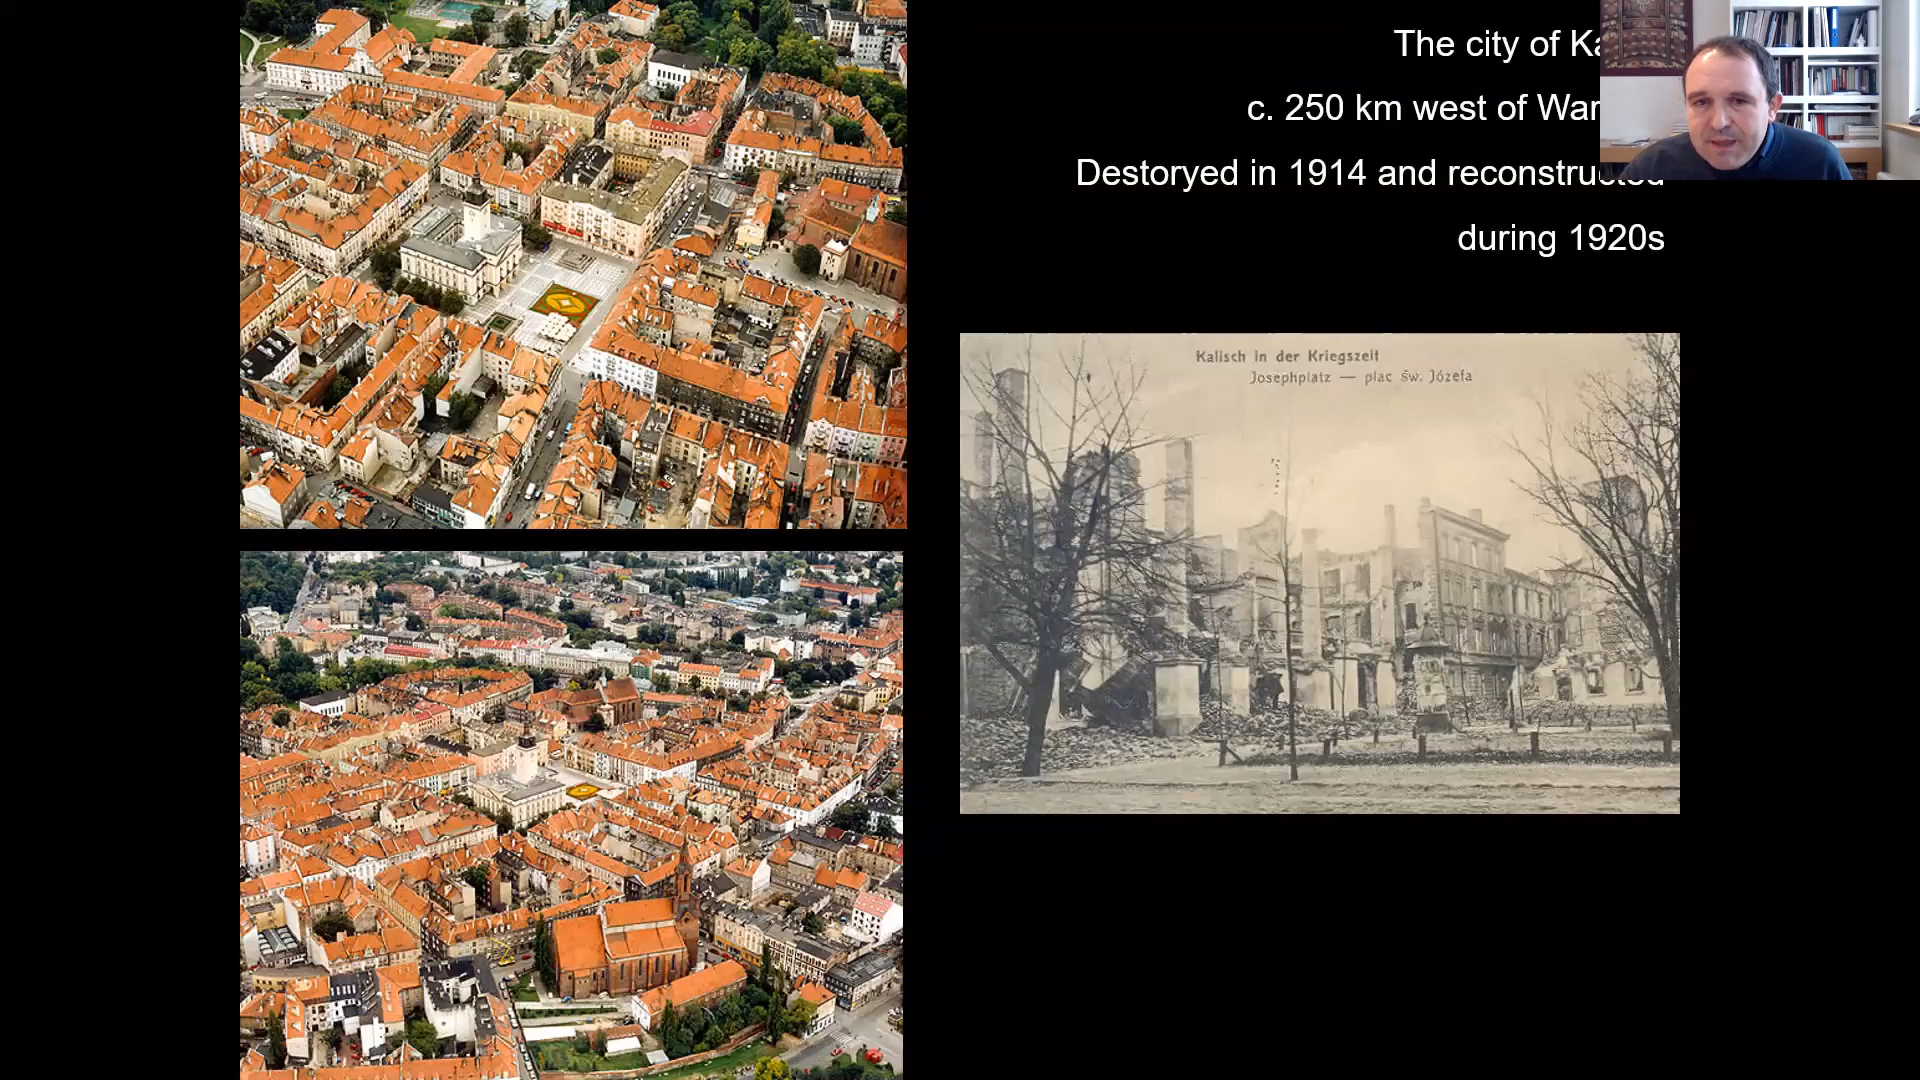 The city of Ka
c. 250 km west of War
Destoryed in 1914 and reconstructed
during 1920s
Kalisch in der Kriegszeit
Josephplatz — plac św. Józefa